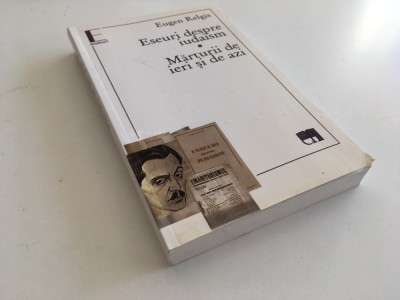 Eugen Relgis
Eseuri despre
iudaism
•
Mărturii de
ieri și de azi